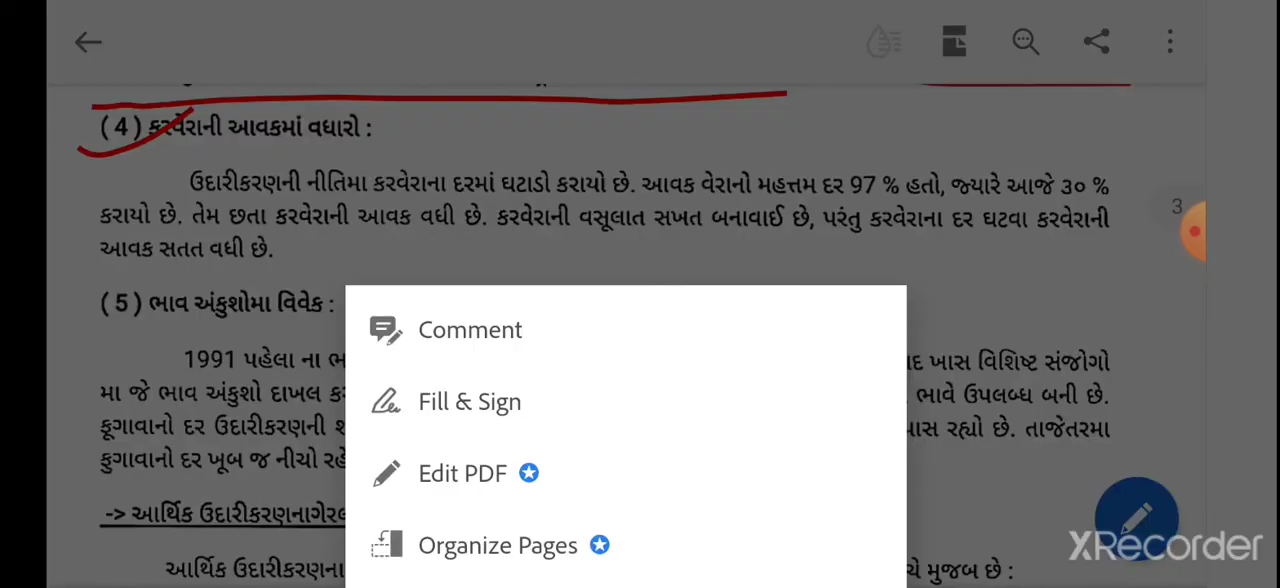 ( 4 ) કરવેરાની આવકમાં વધારો :
ઉદારીકરણની નીતિમા કરવેરાના દરમાં ઘટાડો કરાયો છે. આવક વેરાનો મહત્તમ દર 97 % હતો, જ્યારે આજે ૩૦ %
3
કરાયો છે. તેમ છતા કરવેરાની આવક વધી છે. કરવેરાની વસૂલાત સખત બનાવાઈ છે, પરંતુ કરવેરાના દર ઘટવા કરવેરાની
આવક સતત વધી છે.
( 5 ) ભાવ અંકુશોમા વિવેક :
Comment
1991 પહેલા ના ખાસ વિશિષ્ટ સંજોગો
મા જે ભાવ અંકુશો દાખલ ભાવે ઉપલબ્ધ બની છે.
Fill & Sign
ફૂગાવાનો દર ઉદારીકરણની રહ્યો છે. તાજેતરમા
ફુગાવાનો દર ખૂબ જ નીચો
Edit PDF
-> આર્થિક ઉદારીકરણનાગેરલ
Organize Pages
XRecorder
આર્થિક ઉદારીકરણના મુજબ છે :